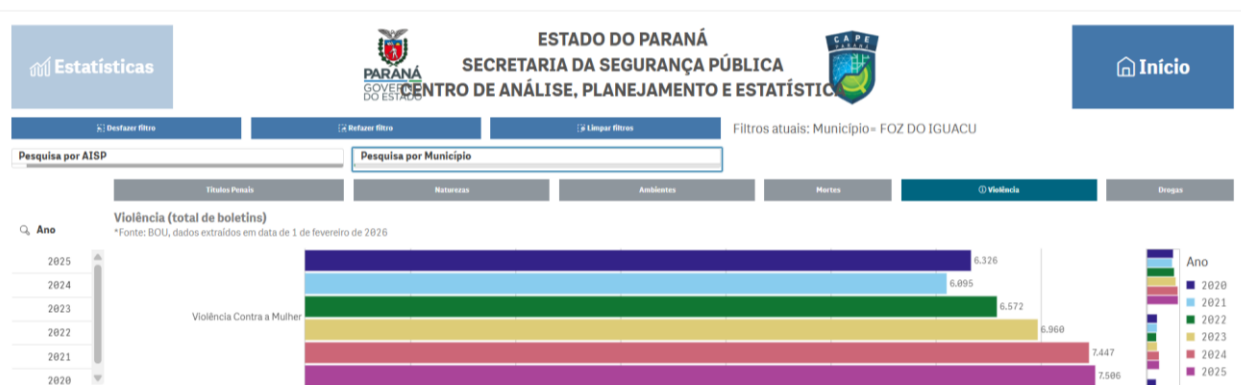 Estatísticas
PARANÁ
GOVERNO
DO ESTADO
ESTADO DO PARANÁ
SECRETARIA DA SEGURANÇA PÚBLICA
CENTRO DE ANÁLISE, PLANEJAMENTO E ESTATÍSTICA
CAPE
PARANÁ
Início
Desfazer filtro
Refazer filtro
Limpar filtros
Filtros atuais: Município= FOZ DO IGUACU
Pesquisa por AISP
Pesquisa por Município
Títulos Penais
Naturezas
Ambientes
Mortes
Violência
Drogas
Violência (total de boletins)
*Fonte: BOU, dados extraídos em data de 1 de fevereiro de 2026
Ano
2025
2024
2023
2022
2021
2020
Violência Contra a Mulher
6.326
6.095
6.572
6.960
7.447
7.506
Ano
2020
2021
2022
2023
2024
2025